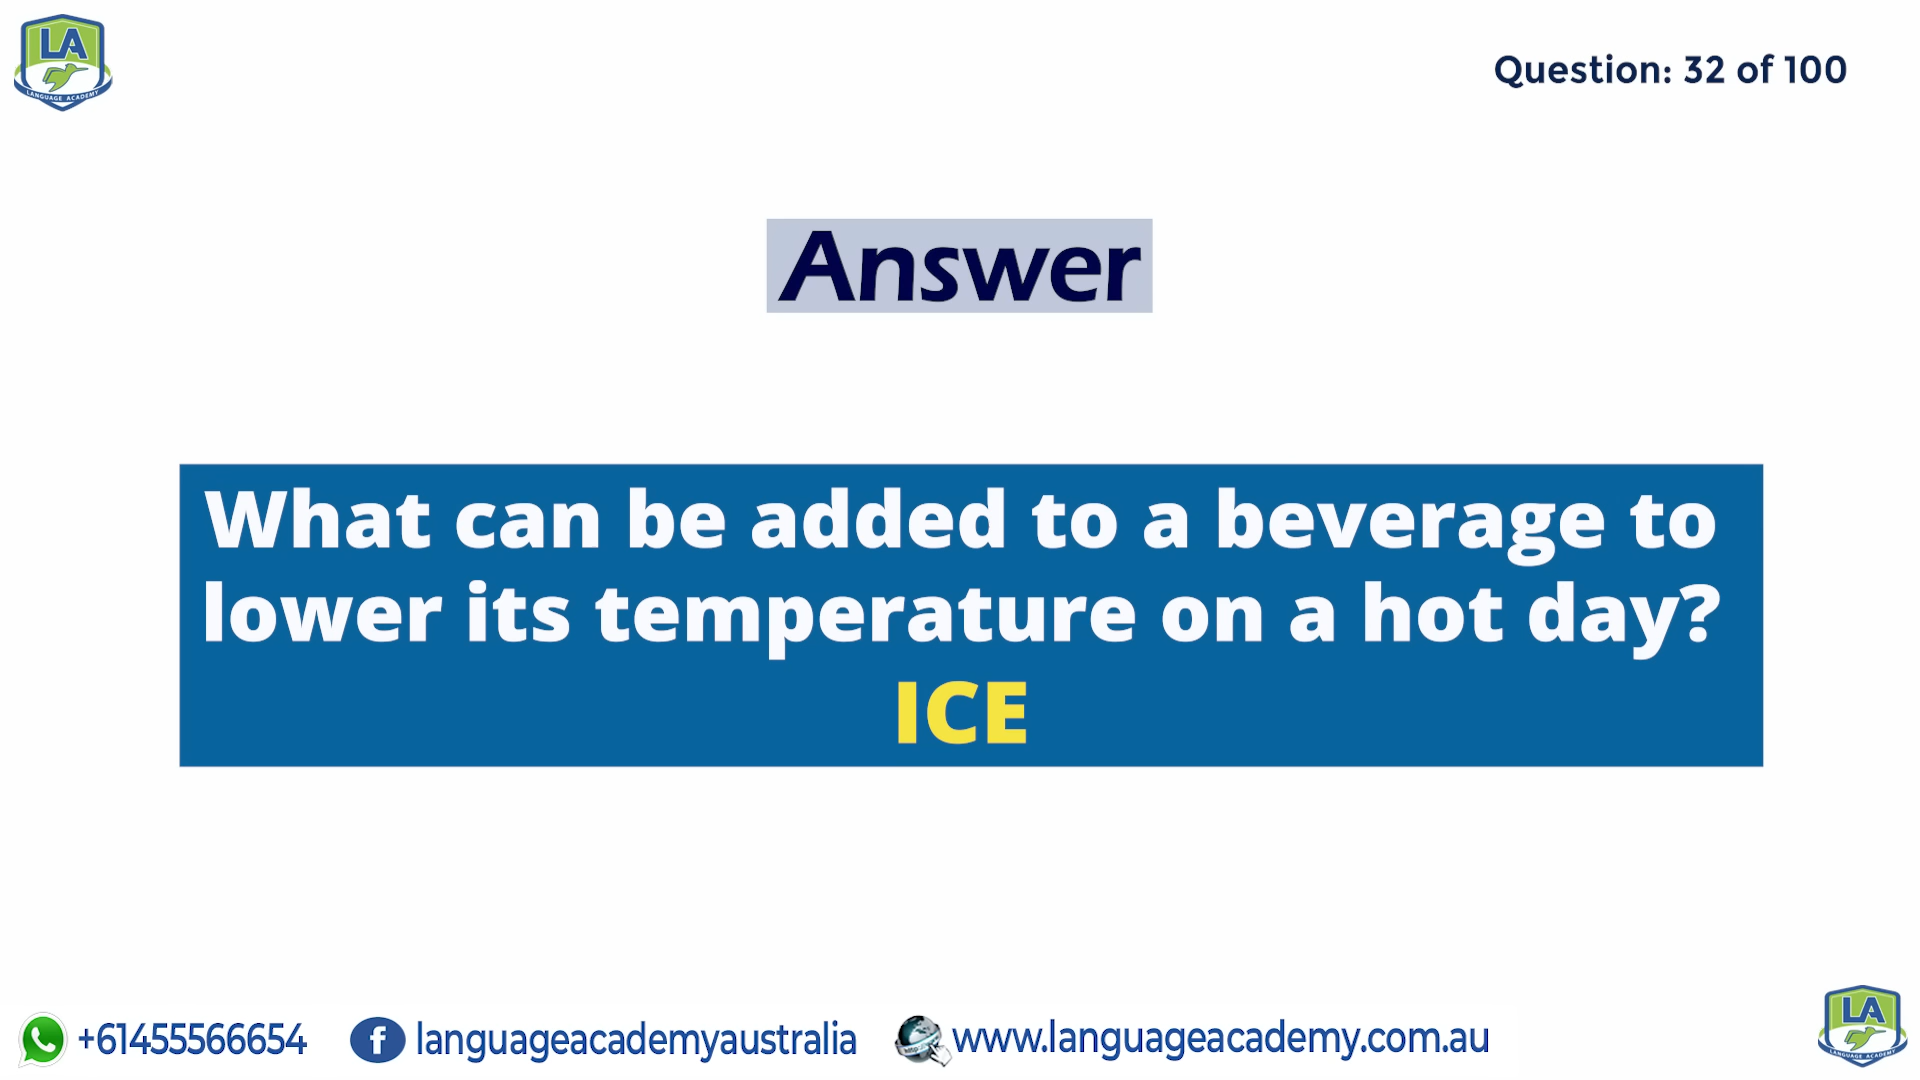 LA
LANGUAGE ACADEMY
Question: 32 of 100
Answer
What can be added to a beverage to
lower its temperature on a hot day?
ICE
+61455566654
languageacademyaustralia
http
www.languageacademy.com.au
LA
LANGUAGE ACADEMY